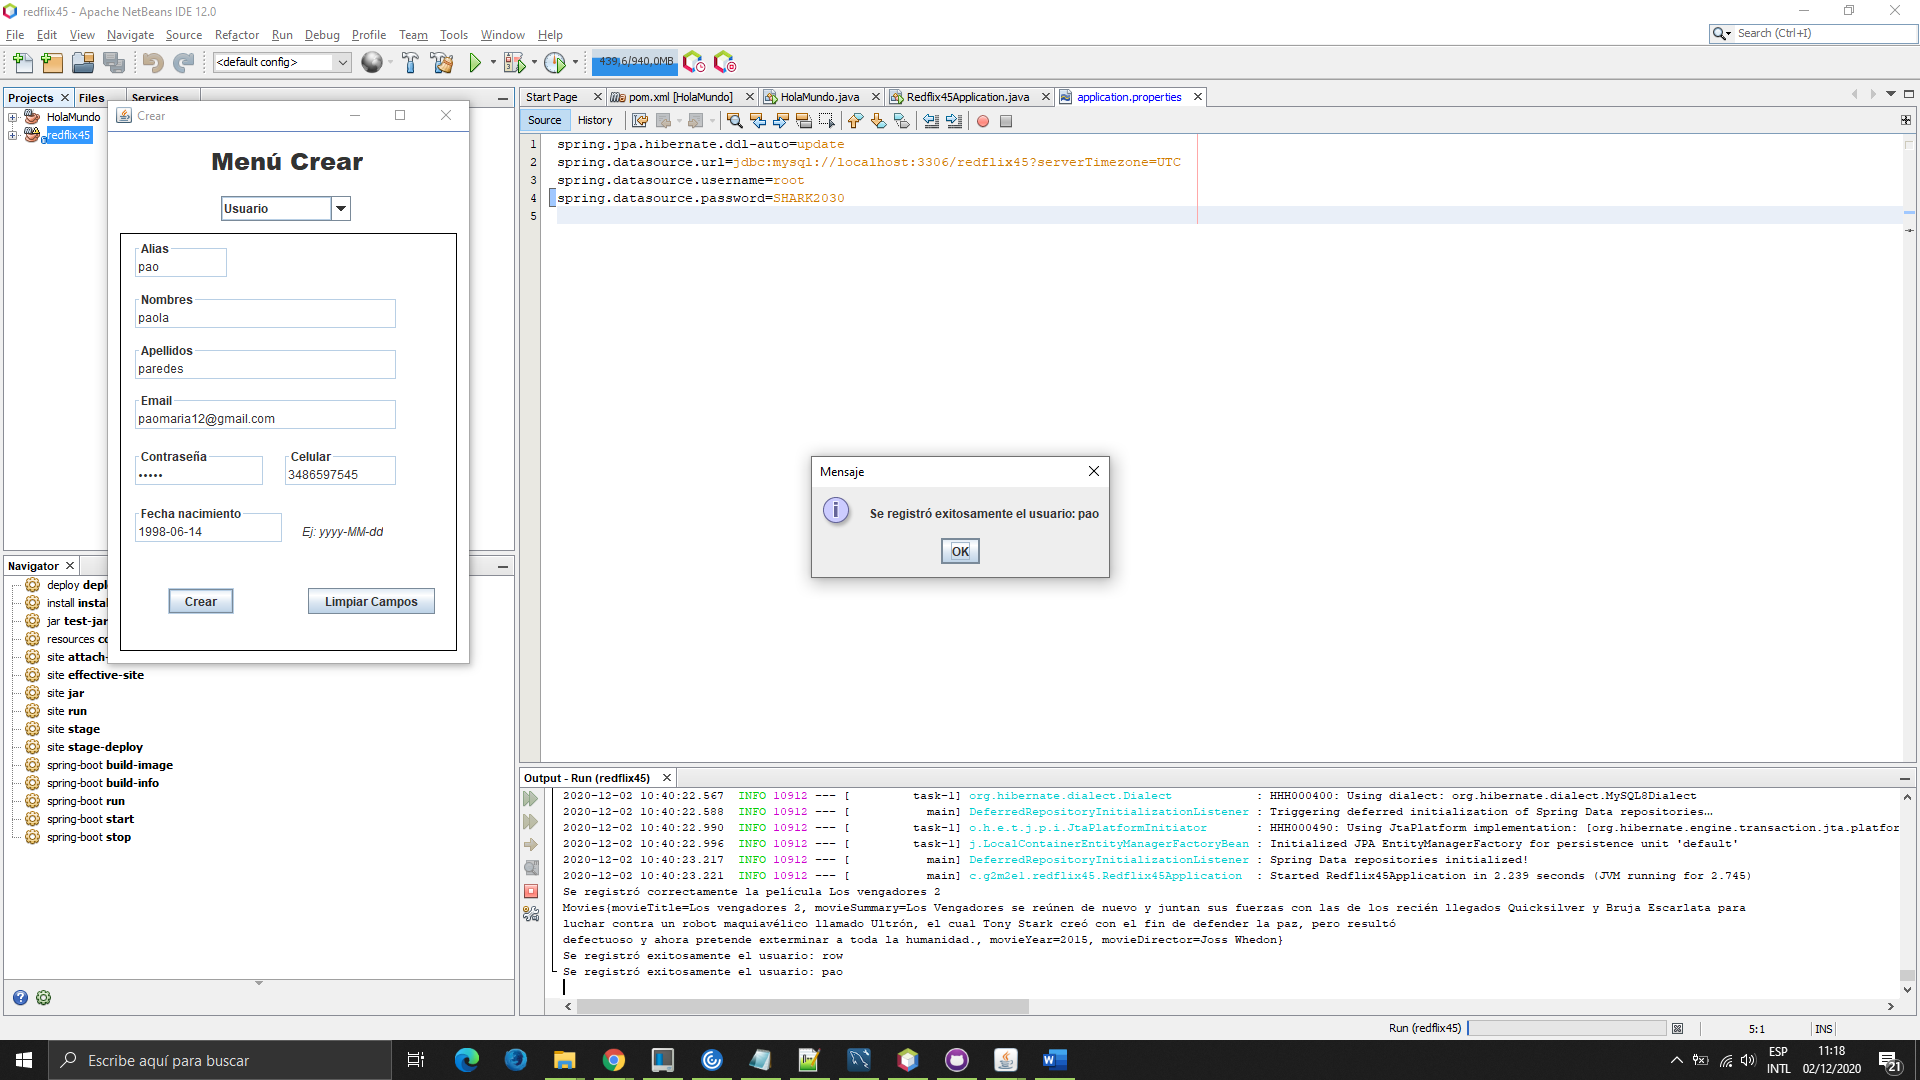 redflix45 - Apache NetBeans IDE 12.0
File Edit View Navigate Source Refactor Run Debug Profile Team Tools Window Help
Search (Ctrl+I)
<default config>
439,6/940,0MB
Projects Files Services
HolaMundo
redflix45
Crear
Menú Crear
Usuario
Alias
pao
Nombres
paola
Apellidos
paredes
Email
paomaria12@gmail.com
Contraseña Celular
••••• 3486597545
Fecha nacimiento
1998-06-14 Ej: yyyy-MM-dd
Crear Limpiar Campos
Navigator
deploy
install
jar test-jar
resources
site
site effective-site
site jar
site run
site stage
site stage-deploy
spring-boot build-image
spring-boot build-info
spring-boot run
spring-boot start
spring-boot stop
Start Page pom.xml [HolaMundo] HolaMundo.java Redflix45Application.java application.properties
Source History
1 spring.jpa.hibernate.ddl-auto=update
2 spring.datasource.url=jdbc:mysql://localhost:3306/redflix45?serverTimezone=UTC
3 spring.datasource.username=root
4 spring.datasource.password=SHARK2030
5
Mensaje
Se registró exitosamente el usuario: pao
OK
Output - Run (redflix45)
2020-12-02 10:40:22.567 INFO 10912 --- [ task-1] org.hibernate.dialect.Dialect : HHH000400: Using dialect: org.hibernate.dialect.MySQL8Dialect
2020-12-02 10:40:22.588 INFO 10912 --- [ main] DeferredRepositoryInitializationListener : Triggering deferred initialization of Spring Data repositories…
2020-12-02 10:40:22.990 INFO 10912 --- [ task-1] o.h.e.t.j.p.i.JtaPlatformInitiator : HHH000490: Using JtaPlatform implementation: [org.hibernate.engine.transaction.jta.platfor
2020-12-02 10:40:22.996 INFO 10912 --- [ task-1] j.LocalContainerEntityManagerFactoryBean : Initialized JPA EntityManagerFactory for persistence unit 'default'
2020-12-02 10:40:23.217 INFO 10912 --- [ main] DeferredRepositoryInitializationListener : Spring Data repositories initialized!
2020-12-02 10:40:23.221 INFO 10912 --- [ main] c.g2m2e1.redflix45.Redflix45Application : Started Redflix45Application in 2.239 seconds (JVM running for 2.745)
Se registró correctamente la película Los vengadores 2
Movies{movieTitle=Los vengadores 2, movieSummary=Los Vengadores se reúnen de nuevo y juntan sus fuerzas con las de los recién llegados Quicksilver y Bruja Escarlata para
luchar contra un robot maquiavélico llamado Ultrón, el cual Tony Stark creó con el fin de defender la paz, pero resultó
defectuoso y ahora pretende exterminar a toda la humanidad., movieYear=2015, movieDirector=Joss Whedon}
Se registró exitosamente el usuario: row
Se registró exitosamente el usuario: pao
Run (redflix45) 5:1 INS
Escribe aquí para buscar
ESP
INTL
11:18
02/12/2020
21